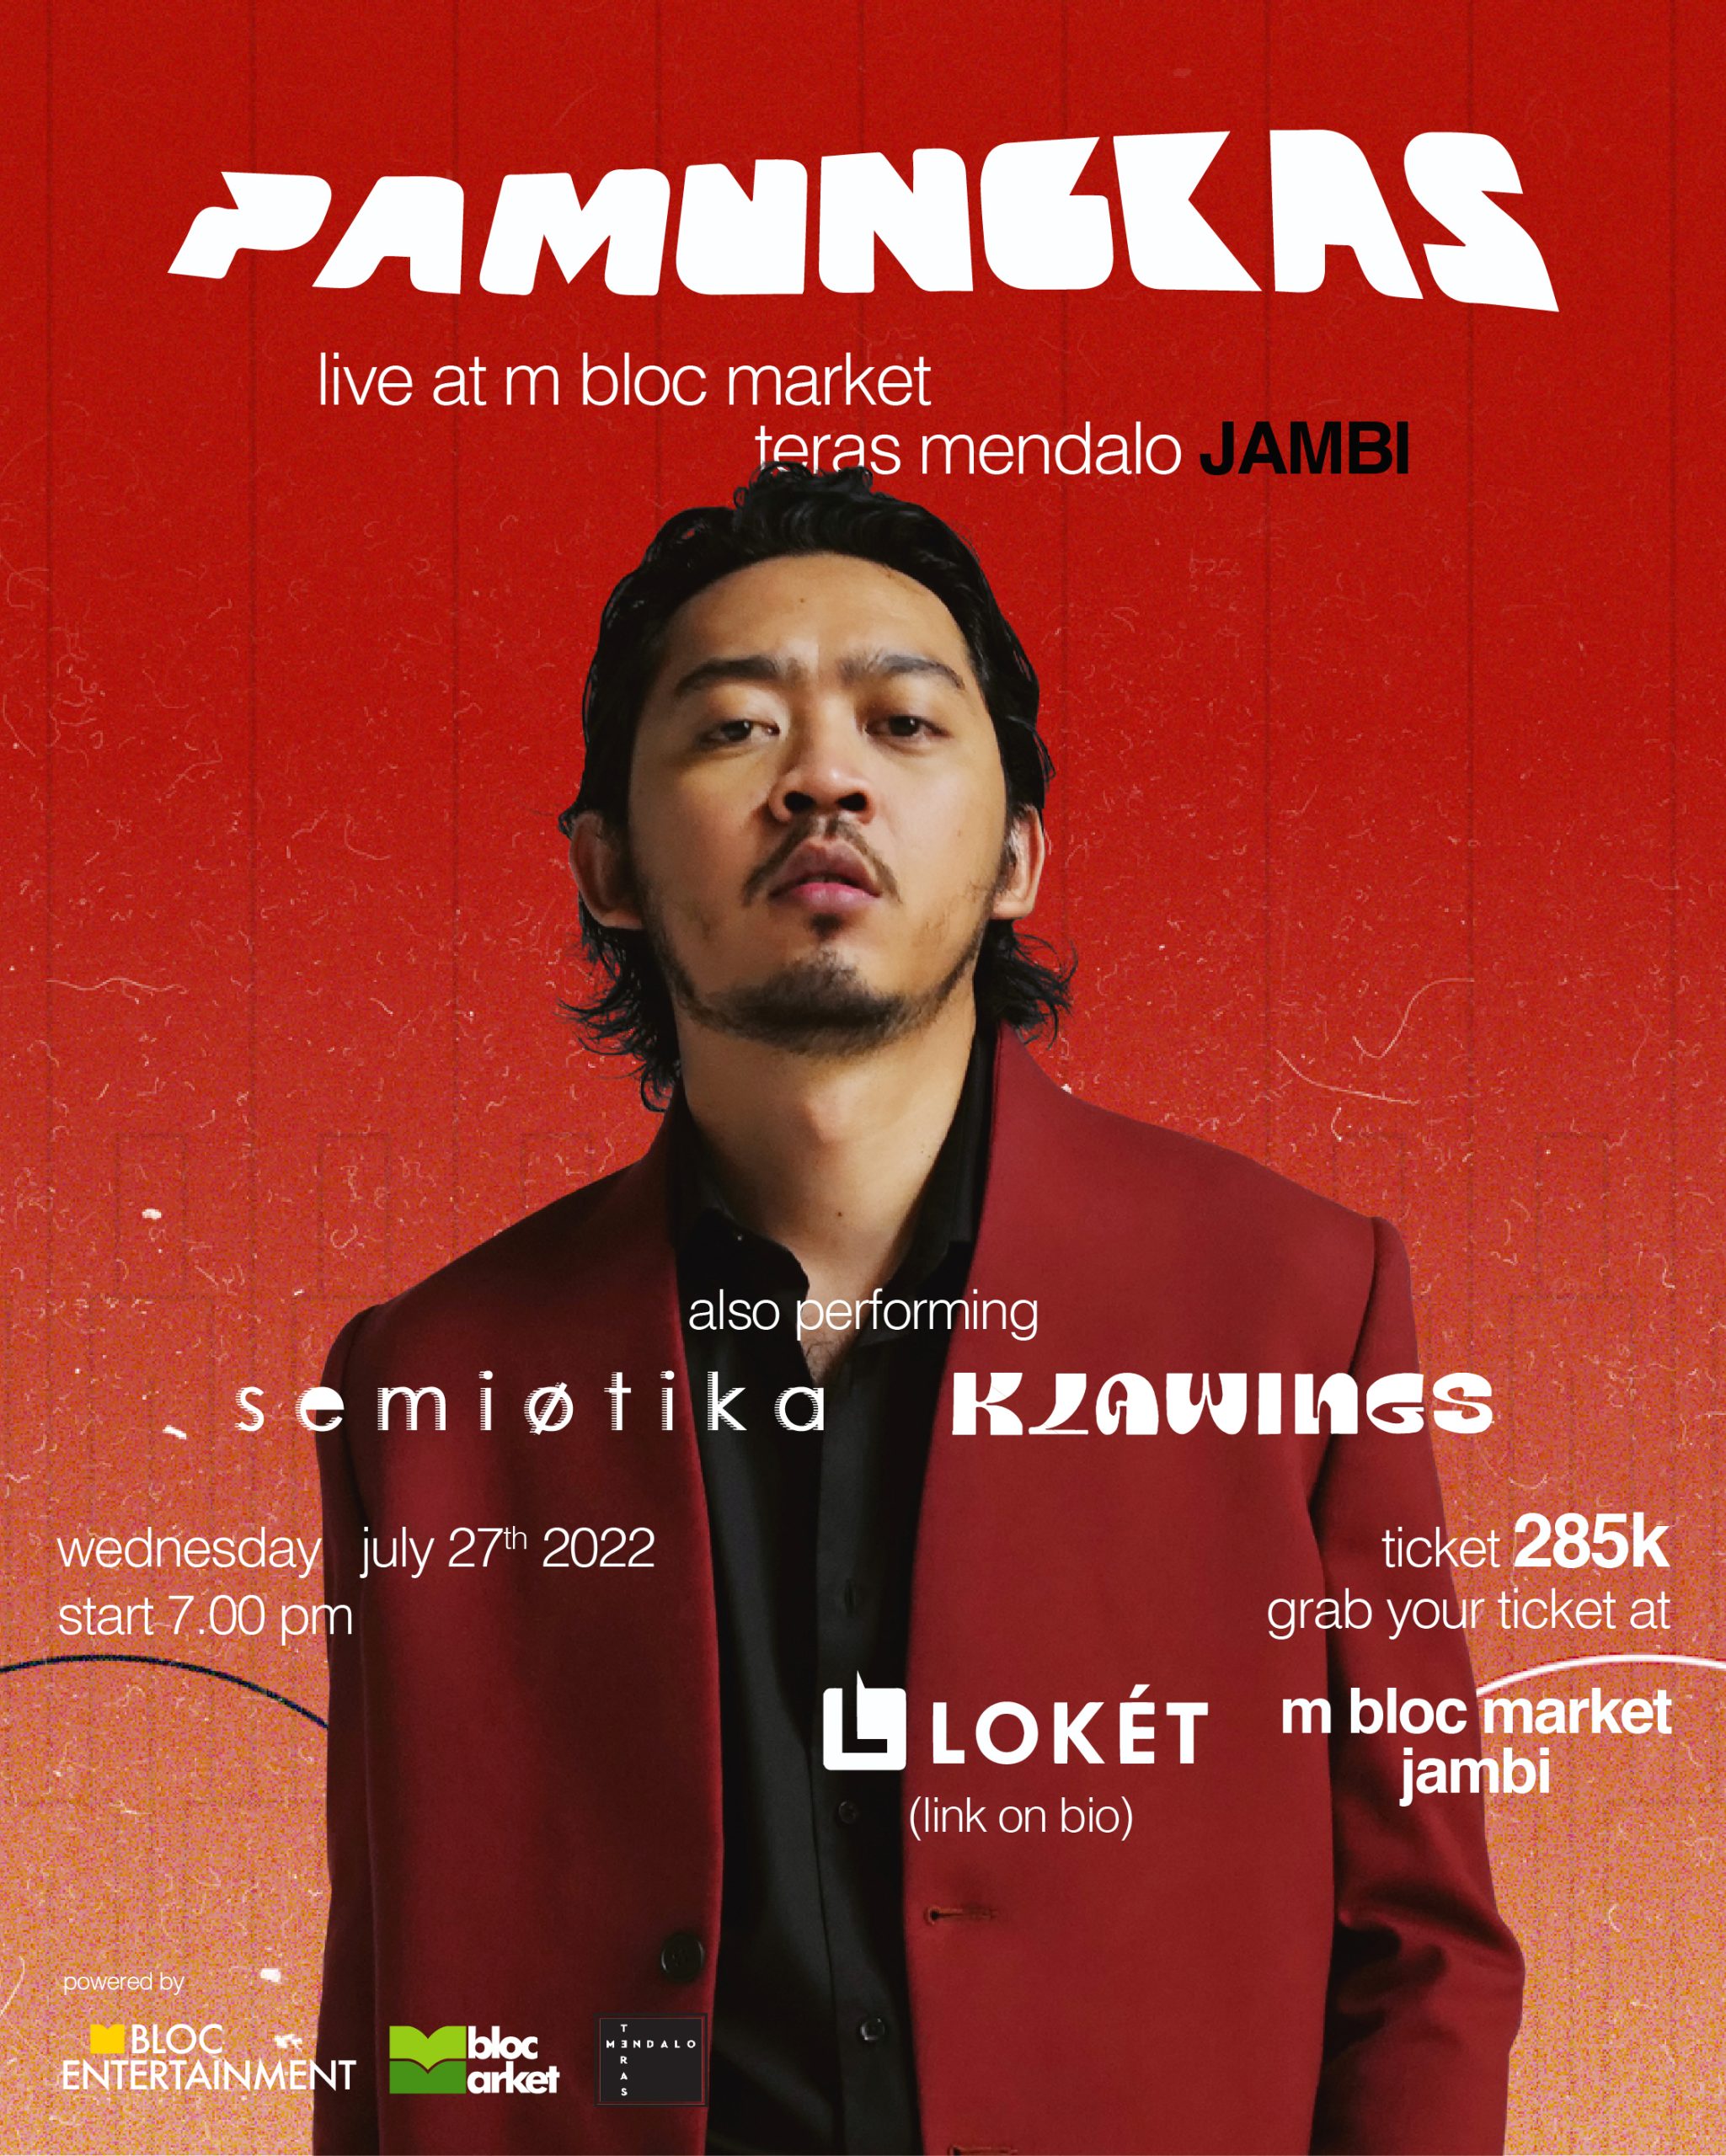 PAMUNGKAS
live at m bloc market
teras mendalo JAMBI
also performing
semiøtika KLAWINGS
wednesday july 27th 2022
start 7.00 pm
ticket 285k
grab your ticket at
L LOKÉT
(link on bio)
m bloc market
jambi
powered by
M BLOC
ENTERTAINMENT
M bloc
Market
TERAS
MENDALO